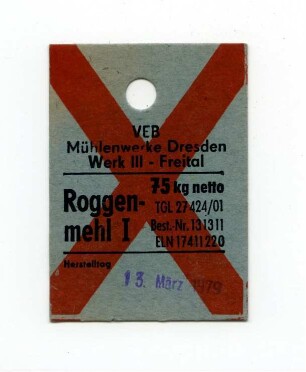 VEB
Mühlenwerke Dresden
Werk III - Freital
Roggen-
mehl I
75 kg netto
TGL 27424/01
Best.-Nr. 131311
ELN 17411220
Herstelltag
13. März 1979